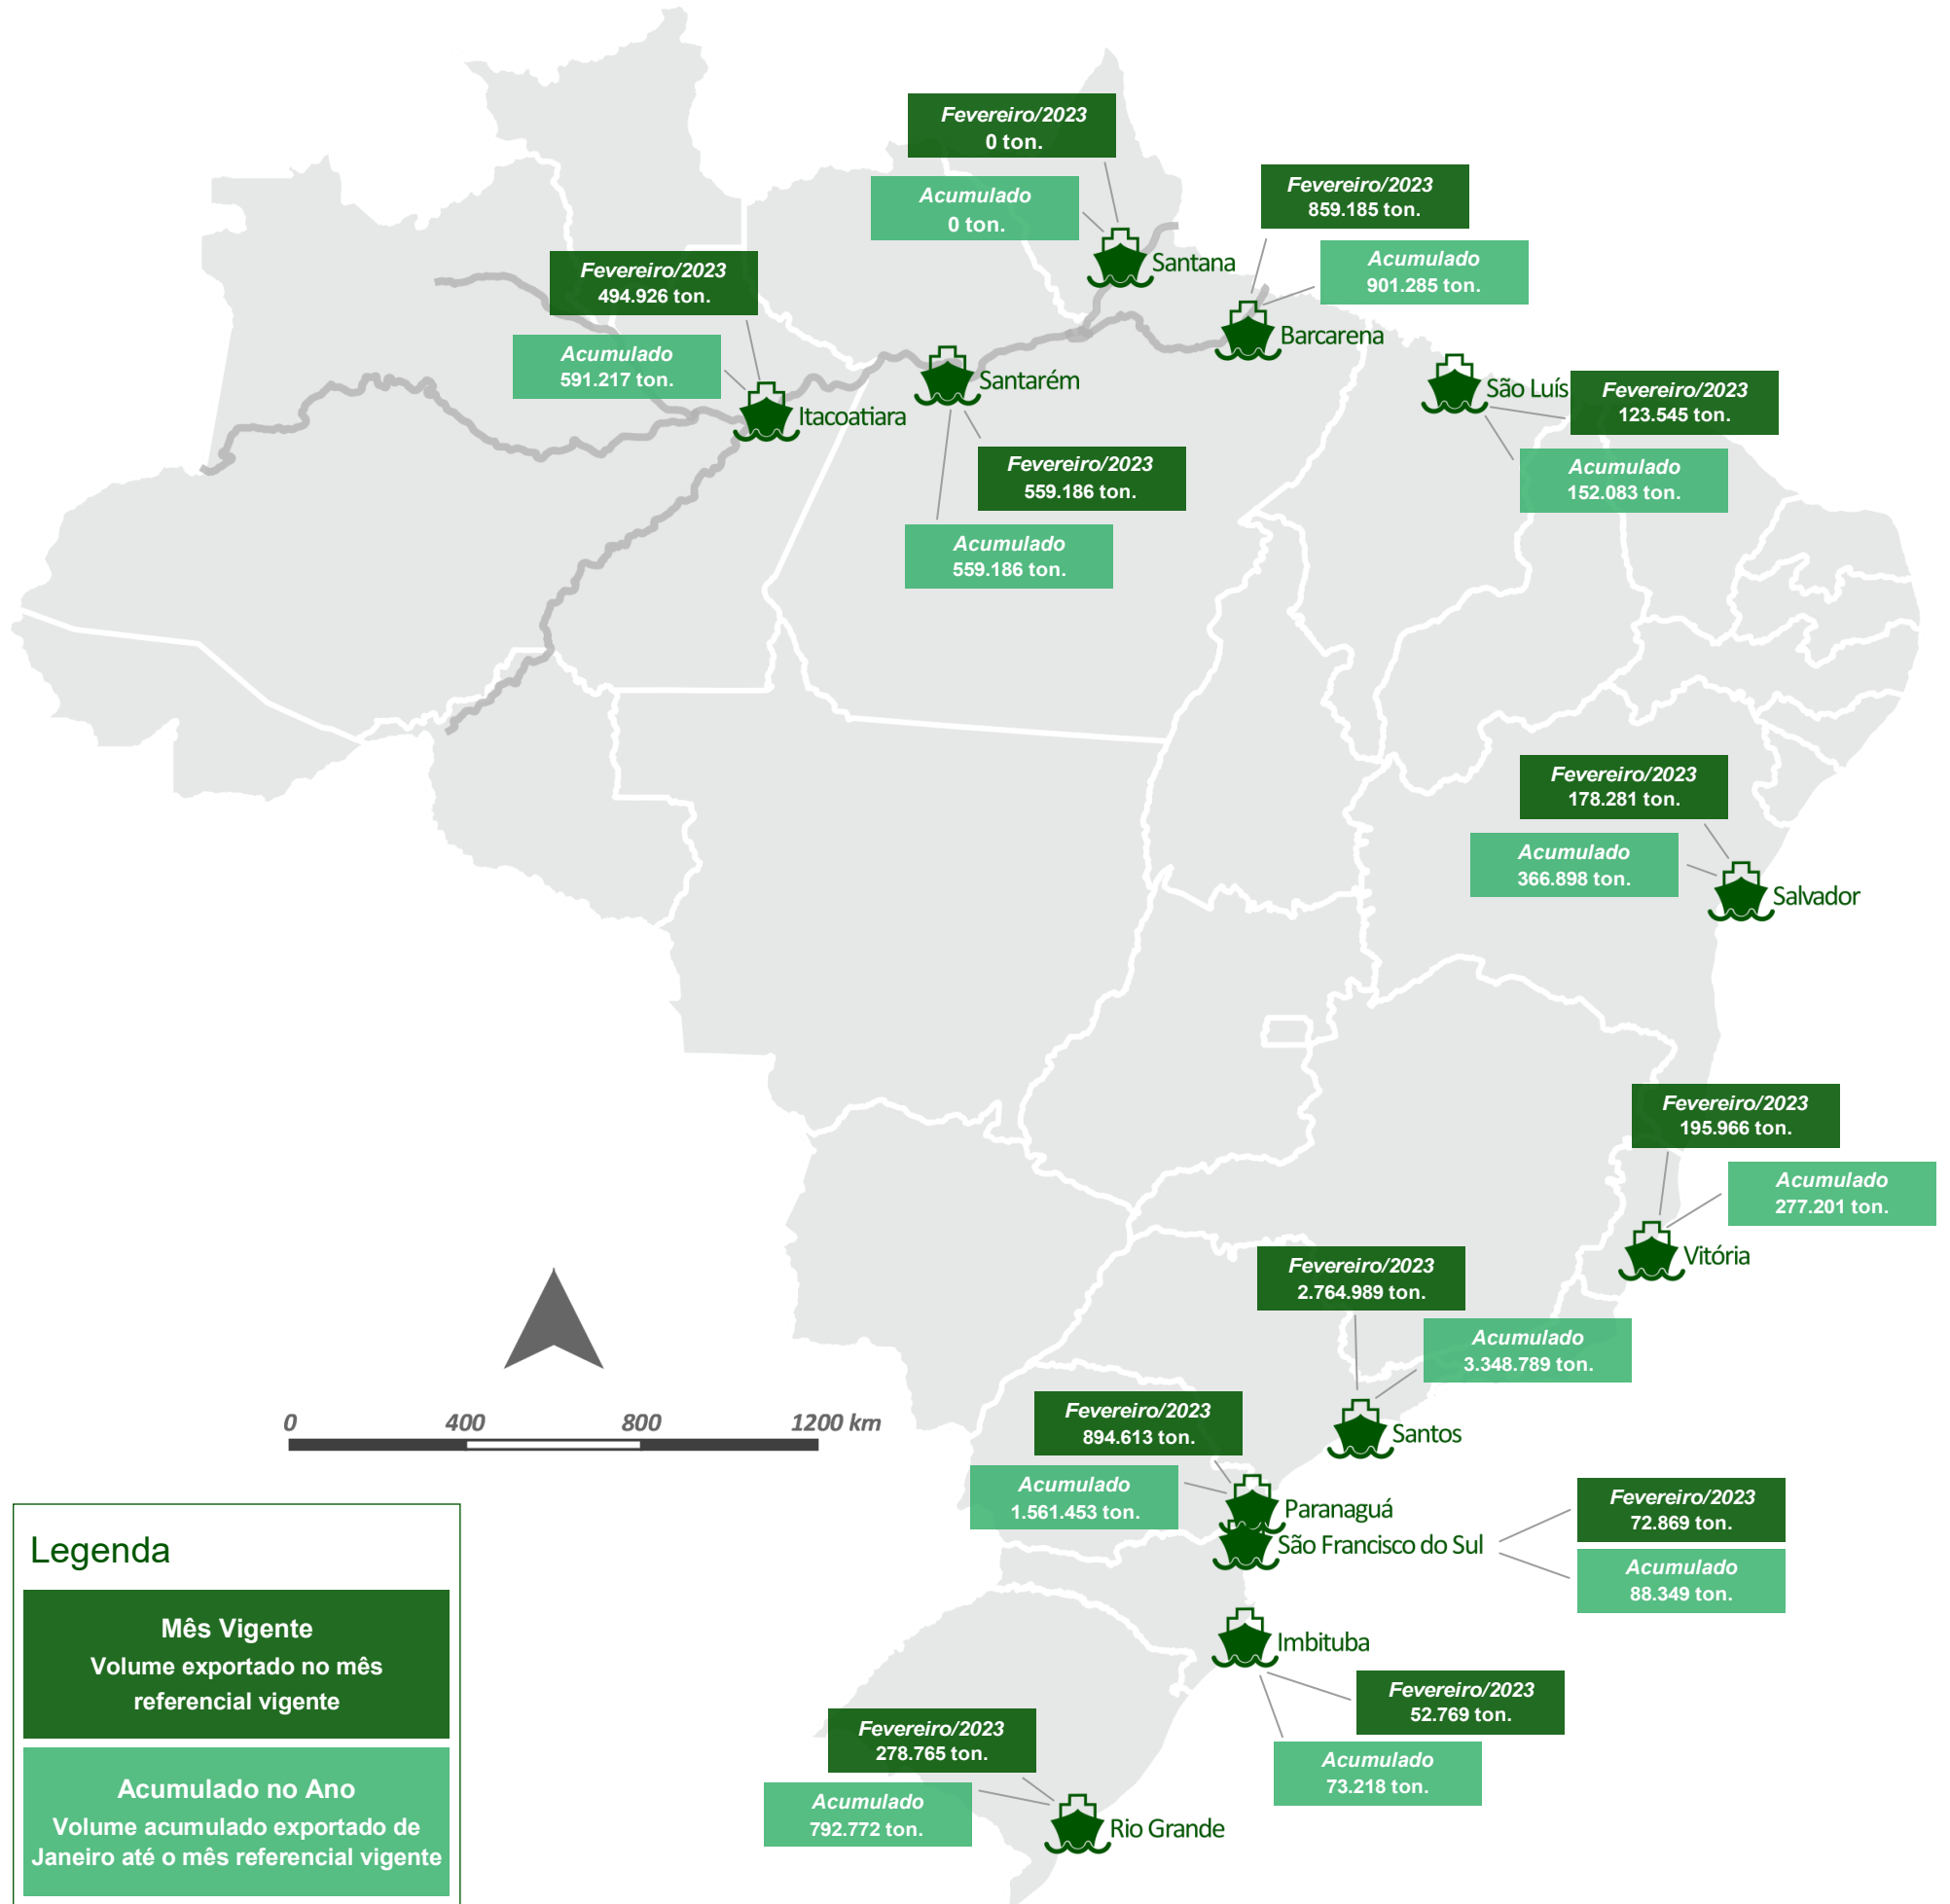 Fevereiro/2023
0 ton.
Acumulado
0 ton.
Santana
Fevereiro/2023
859.185 ton.
Acumulado
901.285 ton.
Barcarena
Fevereiro/2023
494.926 ton.
Acumulado
591.217 ton.
Itacoatiara
Santarém
Fevereiro/2023
559.186 ton.
Acumulado
559.186 ton.
São Luís
Fevereiro/2023
123.545 ton.
Acumulado
152.083 ton.
Fevereiro/2023
178.281 ton.
Acumulado
366.898 ton.
Salvador
Fevereiro/2023
195.966 ton.
Acumulado
277.201 ton.
Vitória
Fevereiro/2023
2.764.989 ton.
Acumulado
3.348.789 ton.
Santos
Fevereiro/2023
894.613 ton.
Acumulado
1.561.453 ton.
Paranaguá
São Francisco do Sul
Fevereiro/2023
72.869 ton.
Acumulado
88.349 ton.
Imbituba
Fevereiro/2023
52.769 ton.
Acumulado
73.218 ton.
Fevereiro/2023
278.765 ton.
Acumulado
792.772 ton.
Rio Grande
0 400 800 1200 km
Legenda
Mês Vigente
Volume exportado no mês
referencial vigente
Acumulado no Ano
Volume acumulado exportado de
Janeiro até o mês referencial vigente